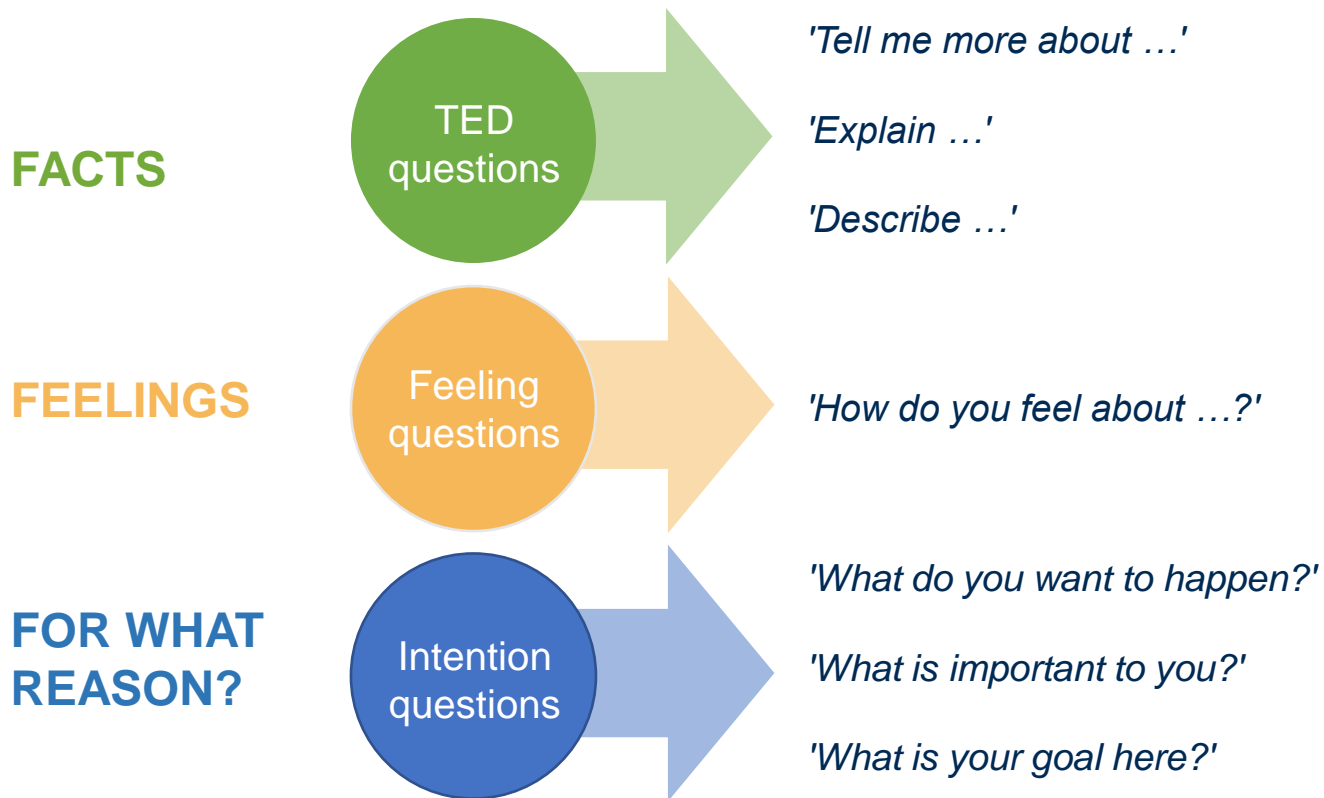 FACTS
TED
questions
'Tell me more about …'
'Explain …'
'Describe …'
FEELINGS
Feeling
questions
'How do you feel about …?'
FOR WHAT
REASON?
Intention
questions
'What do you want to happen?'
'What is important to you?'
'What is your goal here?'